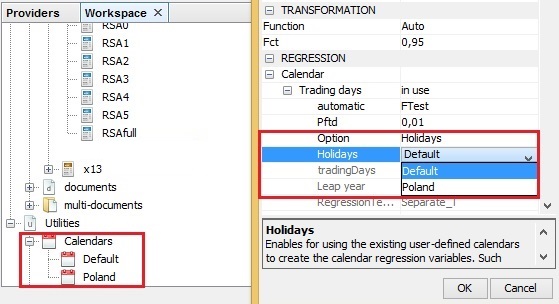 Providers Workspace ×
RSA0
RSA1
RSA2
RSA3
RSA4
RSA5
RSAfull
x13
documents
multi-documents
Utilities
Calendars
Default
Poland
TRANSFORMATION
Function Auto
Fct 0,95
REGRESSION
Calendar
Trading days in use
automatic FTest
Pftd 0,01
Option Holidays
Holidays Default
tradingDays Default
Leap year Poland
RegressionTe... Separate_T
Holidays
Enables for using the existing user-defined calendars
to create the calendar regression variables. Such
OK Cancel